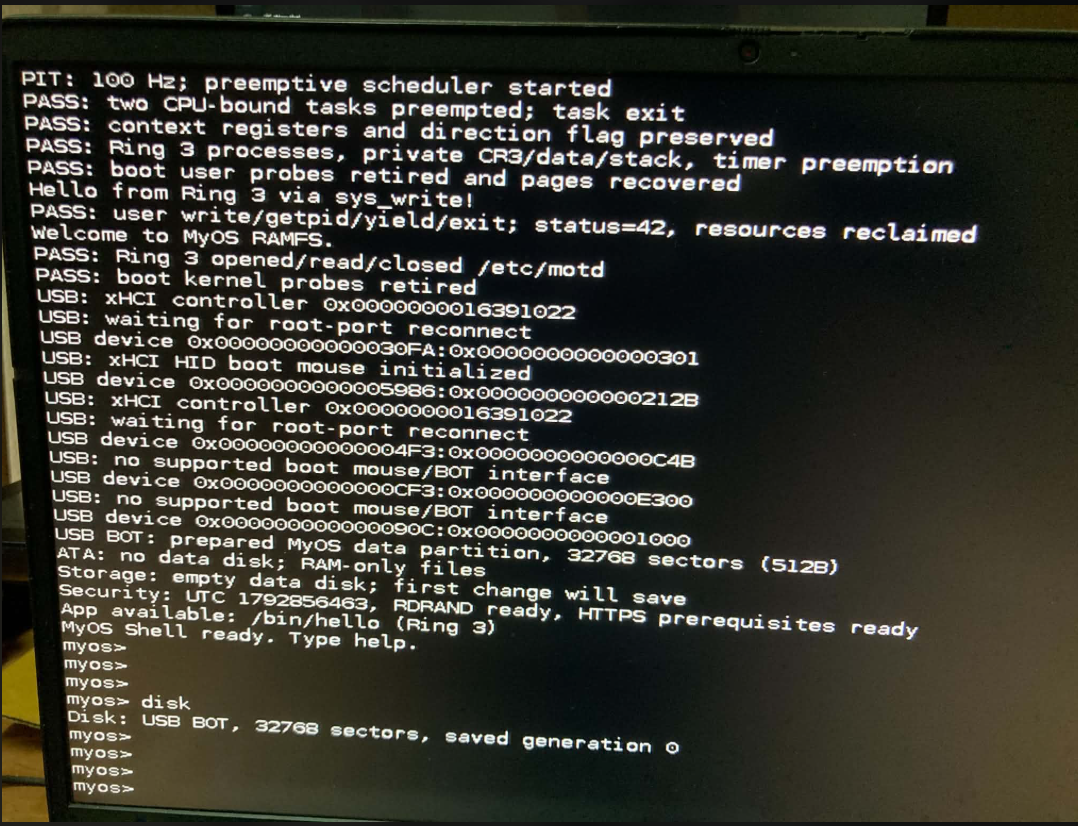 PIT: 100 Hz; preemptive scheduler started
PASS: two CPU-bound tasks preempted; task exit
PASS: context registers and direction flag preserved
PASS: Ring 3 processes, private CR3/data/stack, timer preemption
PASS: boot user probes retired and pages recovered
Hello from Ring 3 via sys_write!
PASS: user write/getpid/yield/exit; status=42, resources reclaimed
Welcome to MyOS RAMFS.
PASS: Ring 3 opened/read/closed /etc/motd
PASS: boot kernel probes retired
USB: xHCI controller 0x0000000016391022
USB: waiting for root-port reconnect
USB device 0x00000000000030FA:0x0000000000000301
USB: xHCI HID boot mouse initialized
USB device 0x0000000000005986:0x000000000000212B
USB: xHCI controller 0x0000000016391022
USB: waiting for root-port reconnect
USB device 0x00000000000004F3:0x0000000000000C4B
USB: no supported boot mouse/BOT interface
USB device 0x0000000000000CF3:0x000000000000E300
USB: no supported boot mouse/BOT interface
USB device 0x000000000000090C:0x0000000000001000
USB BOT: prepared MyOS data partition, 32768 sectors (512B)
ATA: no data disk; RAM-only files
Storage: empty data disk; first change will save
Security: UTC 1792856463, RDRAND ready, HTTPS prerequisites ready
App available: /bin/hello (Ring 3)
MyOS Shell ready. Type help.
myos>
myos>
myos>
myos> disk
Disk: USB BOT, 32768 sectors, saved generation 0
myos>
myos>
myos>
myos>